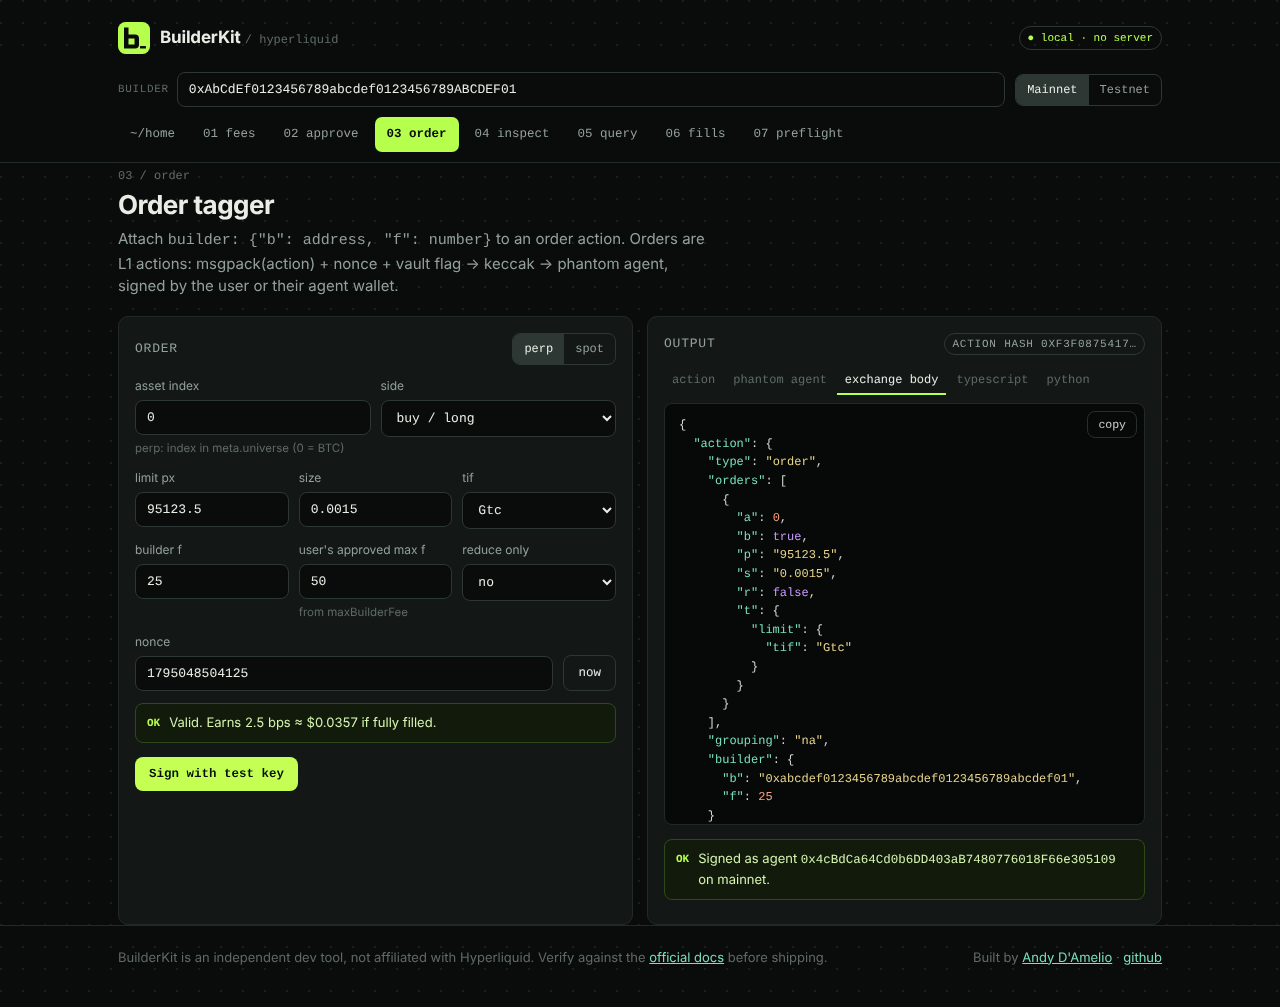 b_ BuilderKit / hyperliquid
● local · no server
BUILDER 0xAbCdEf0123456789abcdef0123456789ABCDEF01 Mainnet Testnet
~/home 01 fees 02 approve 03 order 04 inspect 05 query 06 fills 07 preflight
03 / order
Order tagger
Attach builder: {"b": address, "f": number} to an order action. Orders are
L1 actions: msgpack(action) + nonce + vault flag → keccak → phantom agent,
signed by the user or their agent wallet.
ORDER perp spot
asset index side
0 buy / long
perp: index in meta.universe (0 = BTC)
limit px size tif
95123.5 0.0015 Gtc
builder f user's approved max f reduce only
25 50 no
from maxBuilderFee
nonce
1795048504125 now
OK Valid. Earns 2.5 bps ≈ $0.0357 if fully filled.
Sign with test key
OUTPUT ACTION HASH 0XF3F0875417…
action phantom agent exchange body typescript python
copy
{
"action": {
"type": "order",
"orders": [
{
"a": 0,
"b": true,
"p": "95123.5",
"s": "0.0015",
"r": false,
"t": {
"limit": {
"tif": "Gtc"
}
}
}
],
"grouping": "na",
"builder": {
"b": "0xabcdef0123456789abcdef0123456789abcdef01",
"f": 25
}
OK Signed as agent 0x4cBdCa64Cd0b6DD403aB7480776018F66e305109
on mainnet.
BuilderKit is an independent dev tool, not affiliated with Hyperliquid. Verify against the official docs before shipping.
Built by Andy D'Amelio · github